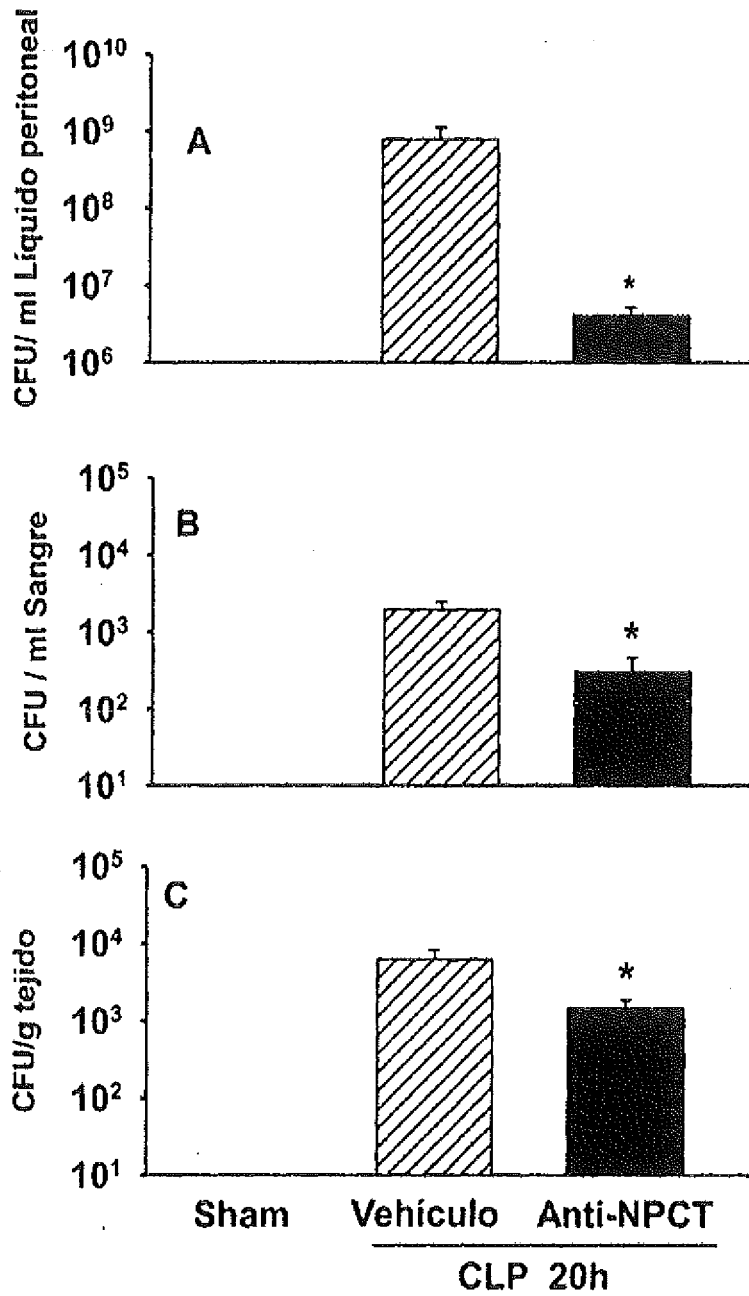 CFU/ ml Líquido peritoneal
10¹⁰
10⁹
10⁸
10⁷
10⁶
A
*
CFU / ml Sangre
10⁵
10⁴
10³
10²
10¹
B
*
CFU/g tejido
10⁵
10⁴
10³
10²
10¹
C
*
Sham Vehículo Anti-NPCT
CLP 20h